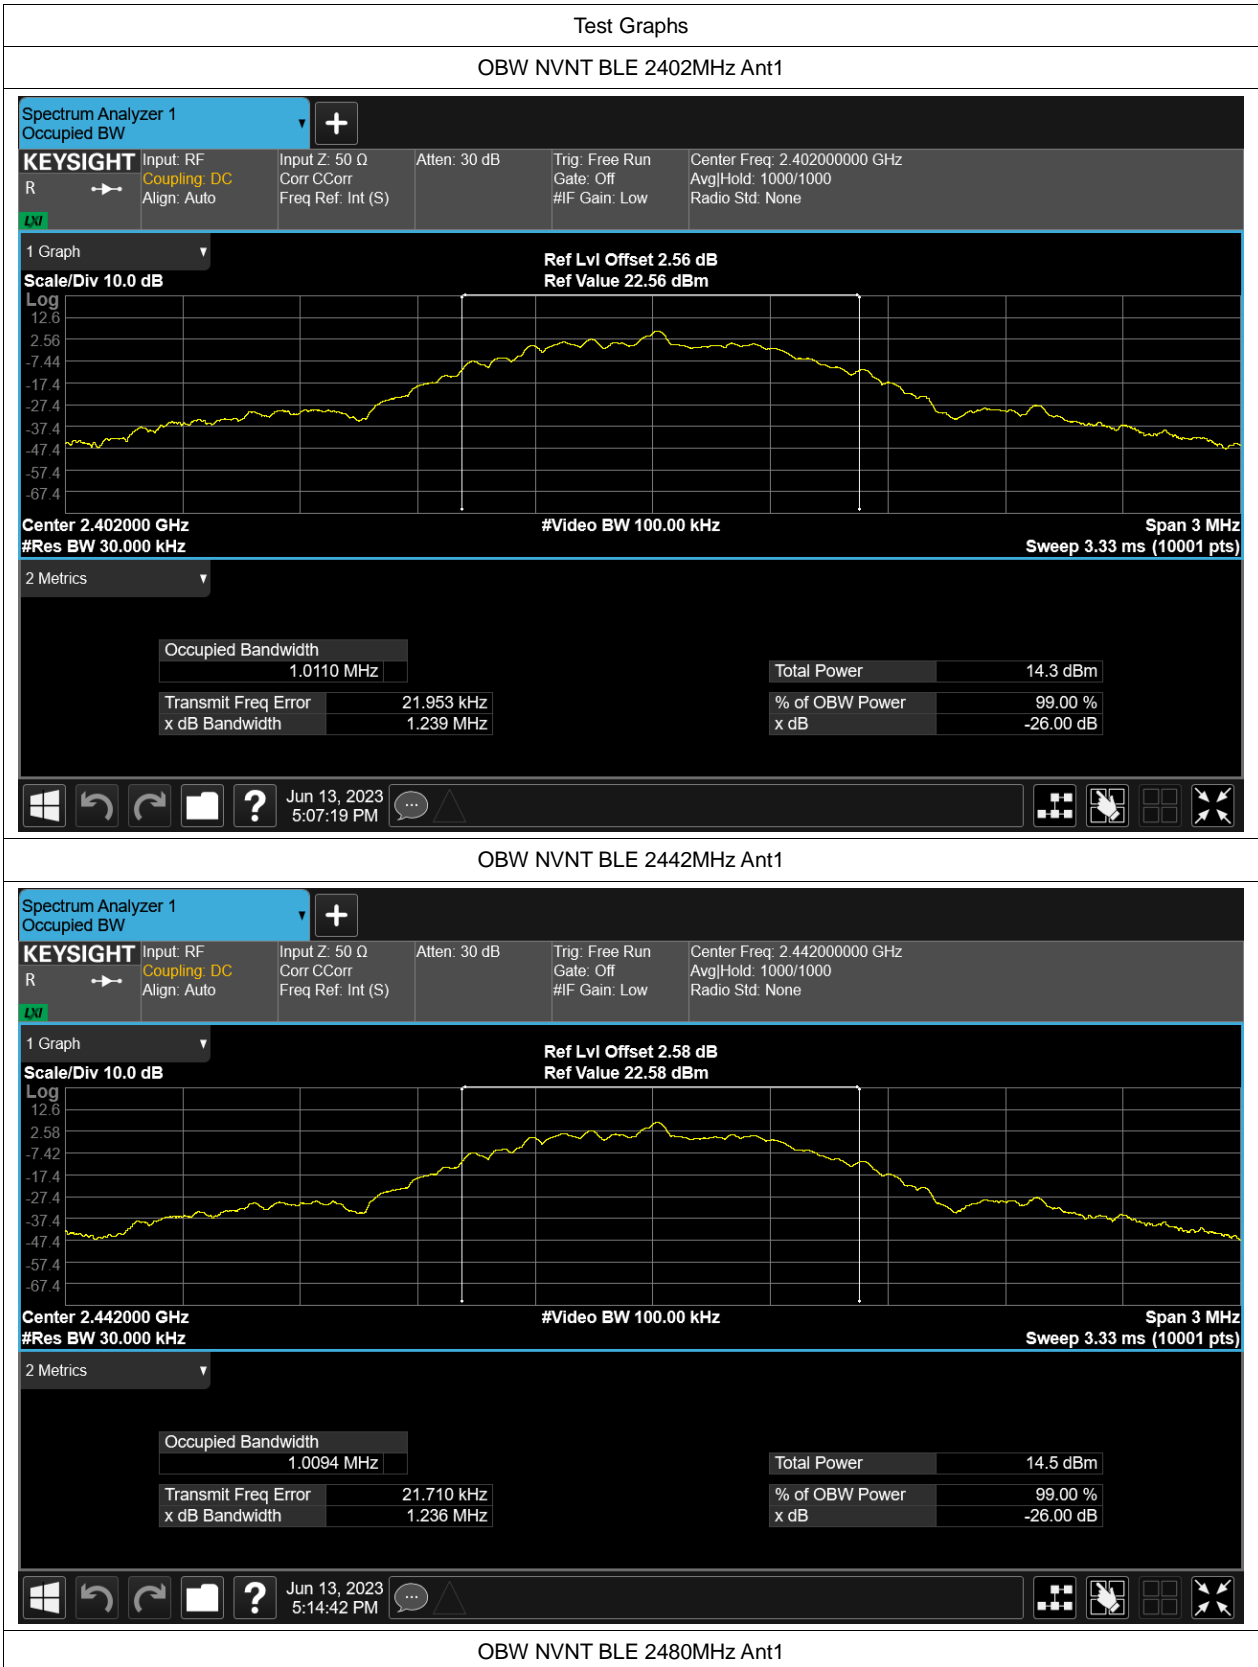 Test Graphs
OBW NVNT BLE 2402MHz Ant1
Spectrum Analyzer 1
Occupied BW
KEYSIGHT Input: RF Input Z: 50 Ω Atten: 30 dB Trig: Free Run Center Freq: 2.402000000 GHz
R Coupling: DC Corr CCorr Gate: Off Avg|Hold: 1000/1000
Align: Auto Freq Ref: Int (S) #IF Gain: Low Radio Std: None
LXI
1 Graph
Ref Lvl Offset 2.56 dB
Scale/Div 10.0 dB Ref Value 22.56 dBm
Log
12.6
2.56
-7.44
-17.4
-27.4
-37.4
-47.4
-57.4
-67.4
Center 2.402000 GHz #Video BW 100.00 kHz Span 3 MHz
#Res BW 30.000 kHz Sweep 3.33 ms (10001 pts)
2 Metrics
Occupied Bandwidth
1.0110 MHz Total Power 14.3 dBm
Transmit Freq Error 21.953 kHz % of OBW Power 99.00 %
x dB Bandwidth 1.239 MHz x dB -26.00 dB
? Jun 13, 2023
5:07:19 PM
OBW NVNT BLE 2442MHz Ant1
Spectrum Analyzer 1
Occupied BW
KEYSIGHT Input: RF Input Z: 50 Ω Atten: 30 dB Trig: Free Run Center Freq: 2.442000000 GHz
R Coupling: DC Corr CCorr Gate: Off Avg|Hold: 1000/1000
Align: Auto Freq Ref: Int (S) #IF Gain: Low Radio Std: None
LXI
1 Graph
Ref Lvl Offset 2.58 dB
Scale/Div 10.0 dB Ref Value 22.58 dBm
Log
12.6
2.58
-7.42
-17.4
-27.4
-37.4
-47.4
-57.4
-67.4
Center 2.442000 GHz #Video BW 100.00 kHz Span 3 MHz
#Res BW 30.000 kHz Sweep 3.33 ms (10001 pts)
2 Metrics
Occupied Bandwidth
1.0094 MHz Total Power 14.5 dBm
Transmit Freq Error 21.710 kHz % of OBW Power 99.00 %
x dB Bandwidth 1.236 MHz x dB -26.00 dB
? Jun 13, 2023
5:14:42 PM
OBW NVNT BLE 2480MHz Ant1